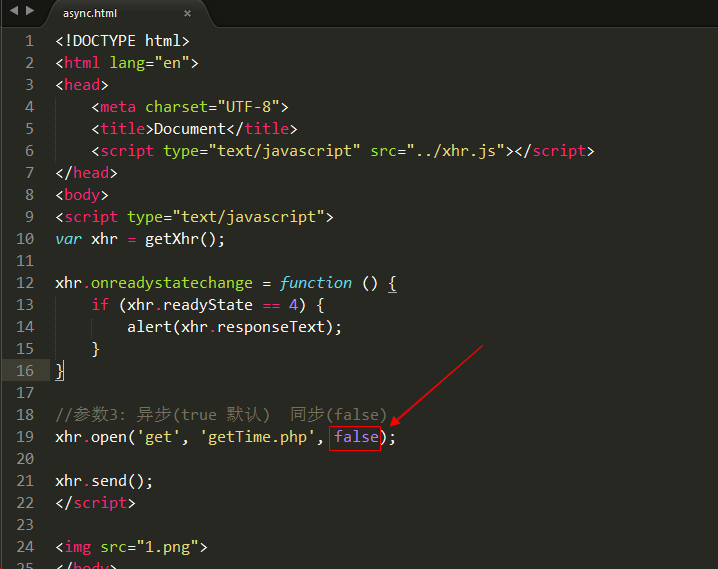 async.html ×
1 <!DOCTYPE html>
2 <html lang="en">
3 <head>
4 <meta charset="UTF-8">
5 <title>Document</title>
6 <script type="text/javascript" src="../xhr.js"></script>
7 </head>
8 <body>
9 <script type="text/javascript">
10 var xhr = getXhr();
11
12 xhr.onreadystatechange = function () {
13 if (xhr.readyState == 4) {
14 alert(xhr.responseText);
15 }
16 }
17
18 //参数3: 异步(true 默认) 同步(false)
19 xhr.open('get', 'getTime.php', false);
20
21 xhr.send();
22 </script>
23
24 <img src="1.png">
25 </body>